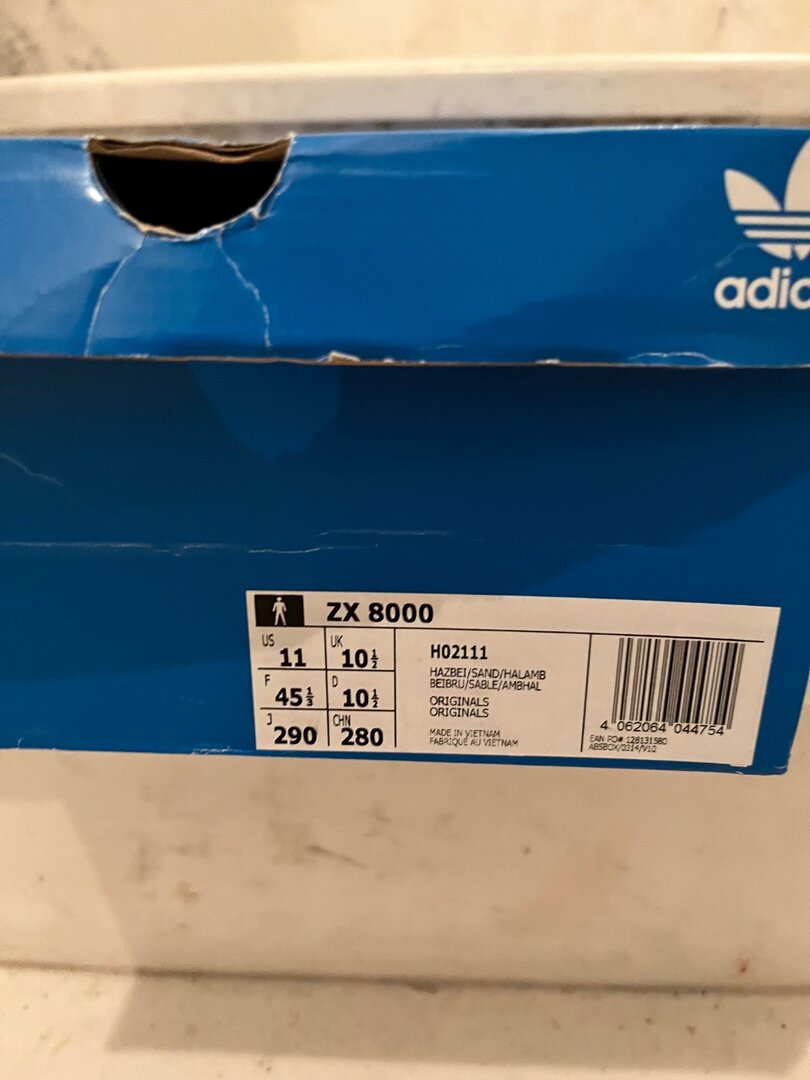 adid
ZX 8000
US 11 UK 10½
F 45⅓ D 10½
J 290 CHN 280
H02111
HAZBEI/SAND/HALAMB
BEIBRU/SABLE/AMBHAL
ORIGINALS
ORIGINALS
MADE IN VIETNAM
FABRIQUÉ AU VIETNAM
4 062064 044754
EAN PO# 128131580
ABSBOX/0314/V10